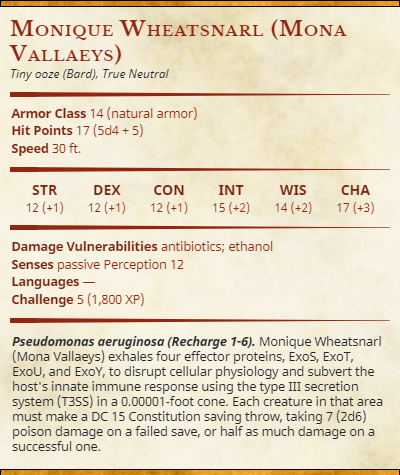 Monique Wheatsnarl (Mona
Vallaeys)
Tiny ooze (Bard), True Neutral
Armor Class 14 (natural armor)
Hit Points 17 (5d4 + 5)
Speed 30 ft.
STR DEX CON INT WIS CHA
12 (+1) 12 (+1) 12 (+1) 15 (+2) 14 (+2) 17 (+3)
Damage Vulnerabilities antibiotics; ethanol
Senses passive Perception 12
Languages —
Challenge 5 (1,800 XP)
Pseudomonas aeruginosa (Recharge 1-6). Monique Wheatsnarl
(Mona Vallaeys) exhales four effector proteins, ExoS, ExoT,
ExoU, and ExoY, to disrupt cellular physiology and subvert the
host's innate immune response using the type III secretion
system (T3SS) in a 0.00001-foot cone. Each creature in that area
must make a DC 15 Constitution saving throw, taking 7 (2d6)
poison damage on a failed save, or half as much damage on a
successful one.